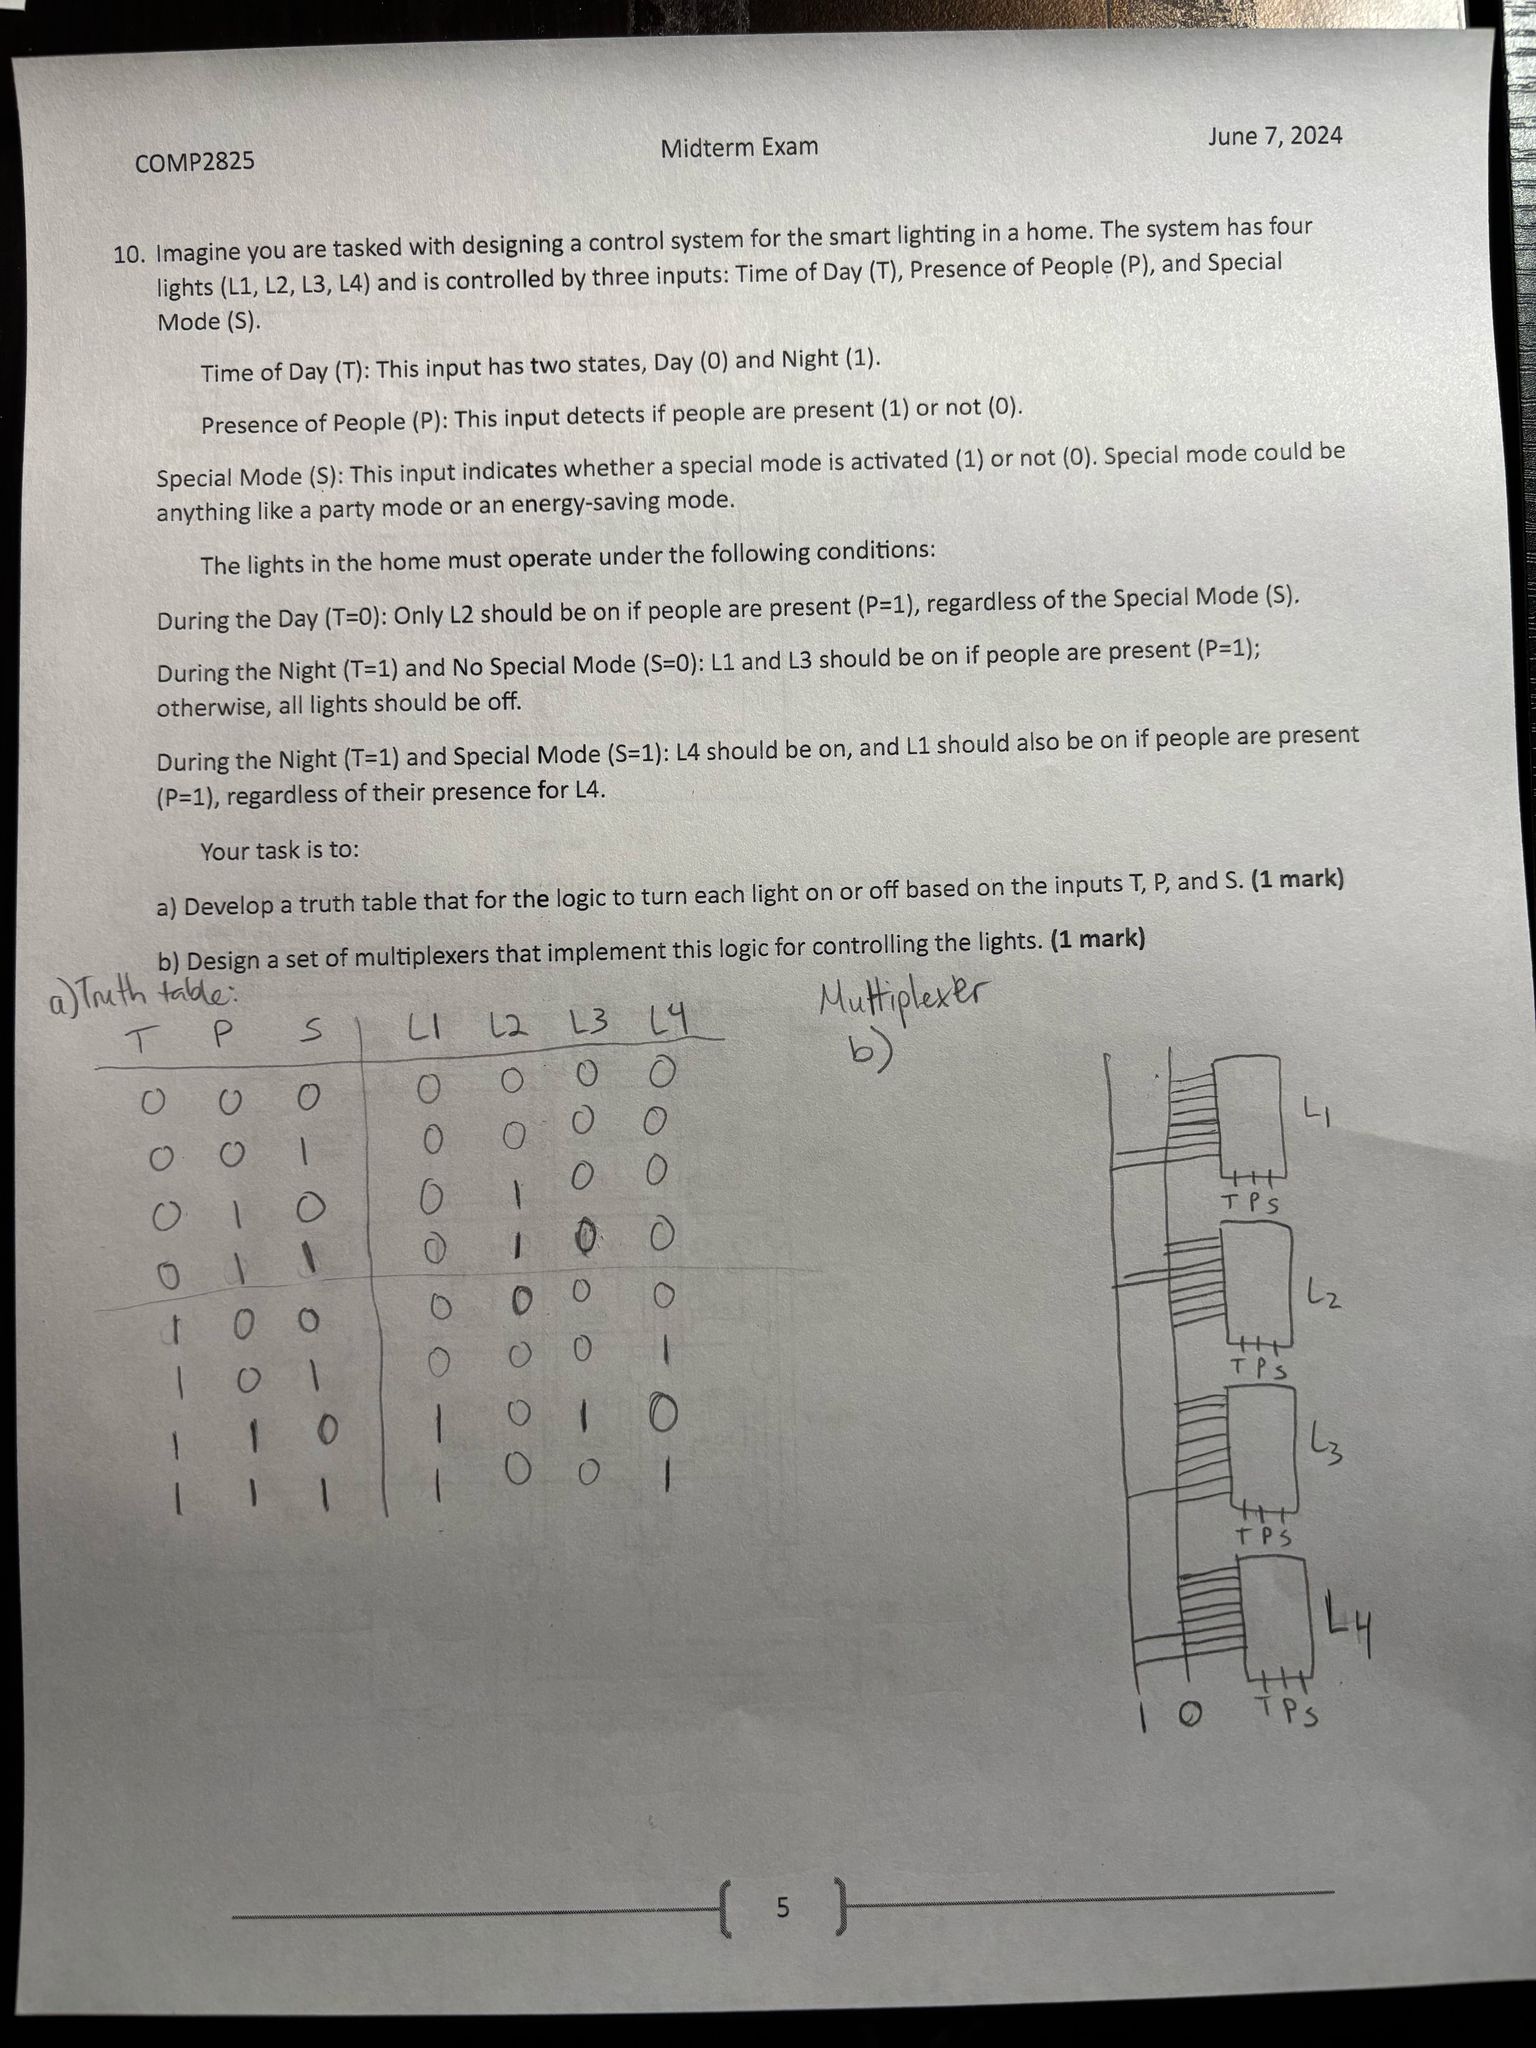 COMP2825 Midterm Exam June 7, 2024
10. Imagine you are tasked with designing a control system for the smart lighting in a home. The system has four
lights (L1, L2, L3, L4) and is controlled by three inputs: Time of Day (T), Presence of People (P), and Special
Mode (S).
Time of Day (T): This input has two states, Day (0) and Night (1).
Presence of People (P): This input detects if people are present (1) or not (0).
Special Mode (S): This input indicates whether a special mode is activated (1) or not (0). Special mode could be
anything like a party mode or an energy-saving mode.
The lights in the home must operate under the following conditions:
During the Day (T=0): Only L2 should be on if people are present (P=1), regardless of the Special Mode (S).
During the Night (T=1) and No Special Mode (S=0): L1 and L3 should be on if people are present (P=1);
otherwise, all lights should be off.
During the Night (T=1) and Special Mode (S=1): L4 should be on, and L1 should also be on if people are present
(P=1), regardless of their presence for L4.
Your task is to:
a) Develop a truth table that for the logic to turn each light on or off based on the inputs T, P, and S. (1 mark)
b) Design a set of multiplexers that implement this logic for controlling the lights. (1 mark)
a) Truth table:
T P S L1 L2 L3 L4
0 0 0 0 0 0 0
0 0 1 0 0 0 0
0 1 0 0 1 0 0
0 1 1 0 1 0 0
1 0 0 0 0 0 0
1 0 1 0 0 0 1
1 1 0 1 0 1 0
1 1 1 1 0 0 1
Multiplexer
b)
L1
T P S
L2
T P S
L3
T P S
L4
T P S
1 0
5